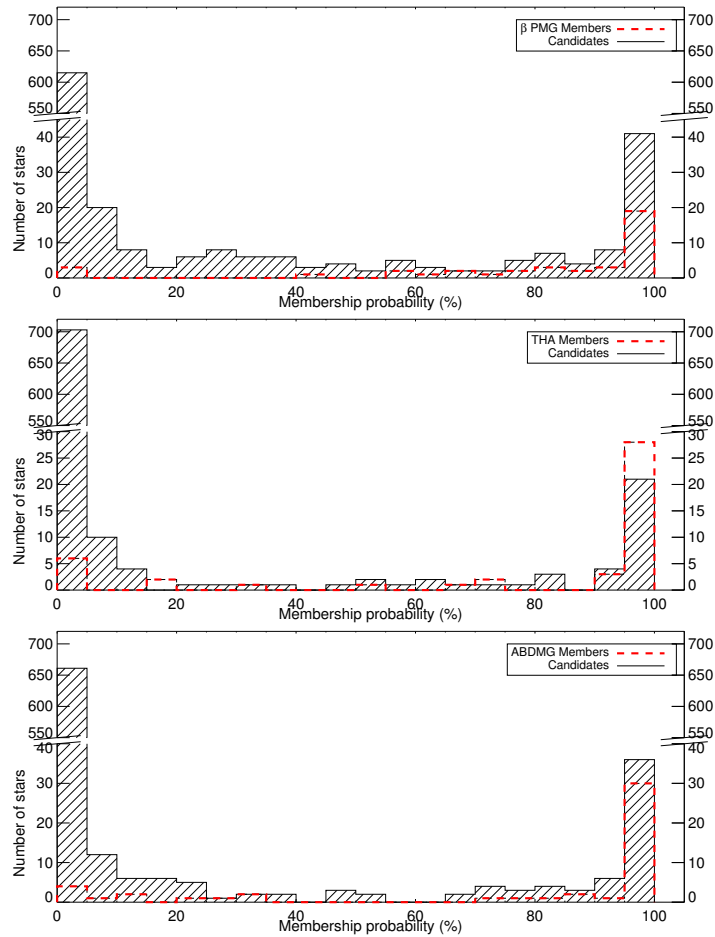 700 700
β PMG Members
Candidates
650 650
600 600
550 550
40 40
Number of stars
30 30
20 20
10 10
0 0
0 20 40 60 80 100
Membership probability (%)
700 700
THA Members
Candidates
650 650
600 600
550 550
30 30
Number of stars
25 25
20 20
15 15
10 10
5 5
0 0
0 20 40 60 80 100
Membership probability (%)
700 700
ABDMG Members
Candidates
650 650
600 600
550 550
40 40
Number of stars
30 30
20 20
10 10
0 0
0 20 40 60 80 100
Membership probability (%)